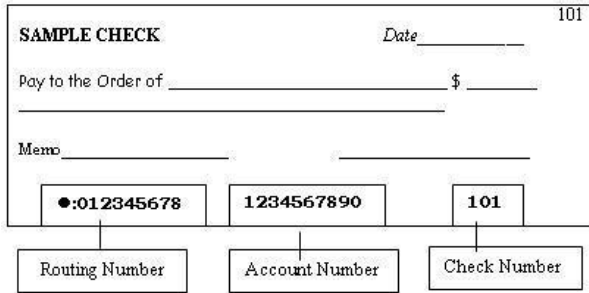 101
SAMPLE CHECK Date
Pay to the Order of $
Memo
●:012345678 1234567890 101
Routing Number Account Number Check Number